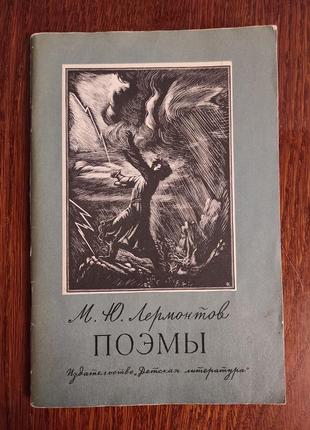 М. Ю. Лермонтов
ПОЭМЫ
Издательство „Детская литература"